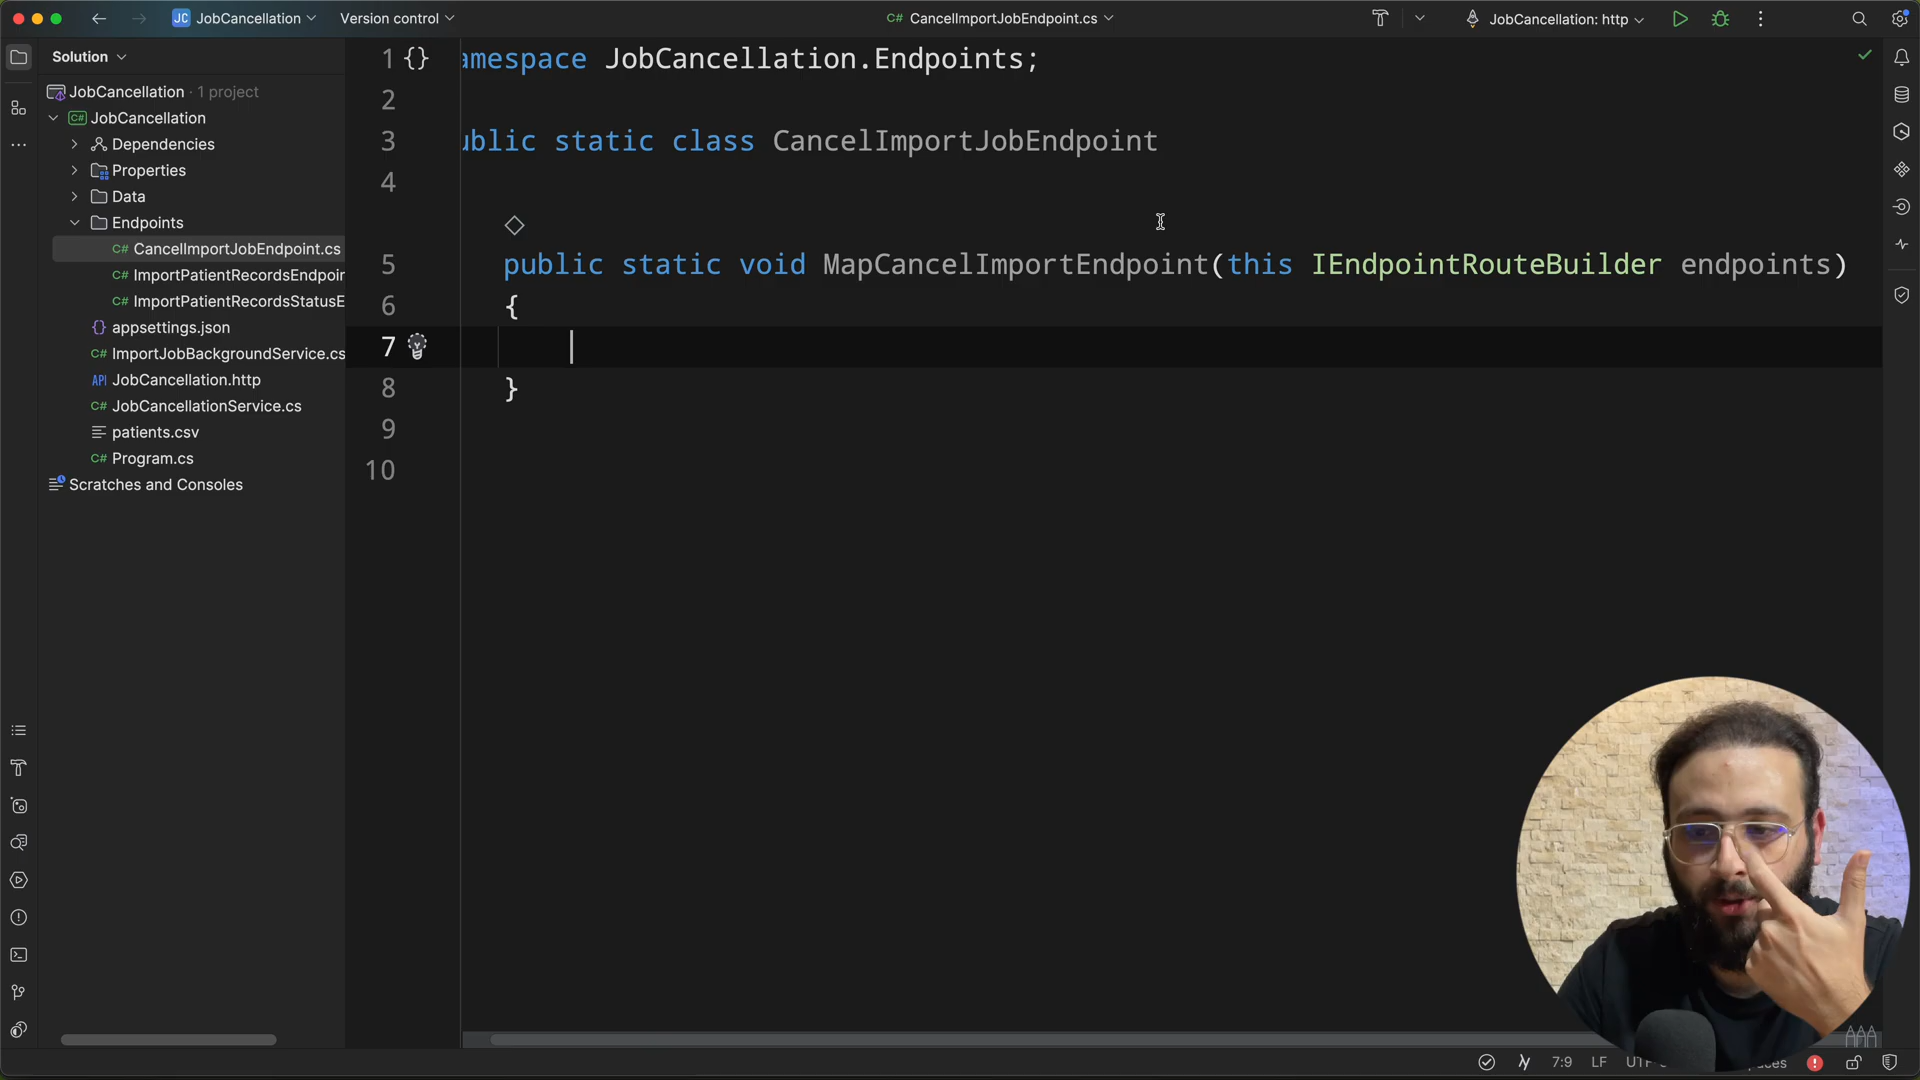 JC JobCancellation Version control
C# CancelImportJobEndpoint.cs
JobCancellation: http
Solution
JobCancellation · 1 project
C# JobCancellation
Dependencies
Properties
Data
Endpoints
C# CancelImportJobEndpoint.cs
C# ImportPatientRecordsEndpoin
C# ImportPatientRecordsStatusE
{} appsettings.json
C# ImportJobBackgroundService.cs
API JobCancellation.http
C# JobCancellationService.cs
patients.csv
C# Program.cs
Scratches and Consoles
1 {} amespace JobCancellation.Endpoints;
2
3 ublic static class CancelImportJobEndpoint
4
5 public static void MapCancelImportEndpoint(this IEndpointRouteBuilder endpoints)
6 {
7
8 }
9
10
7:9 LF UTF